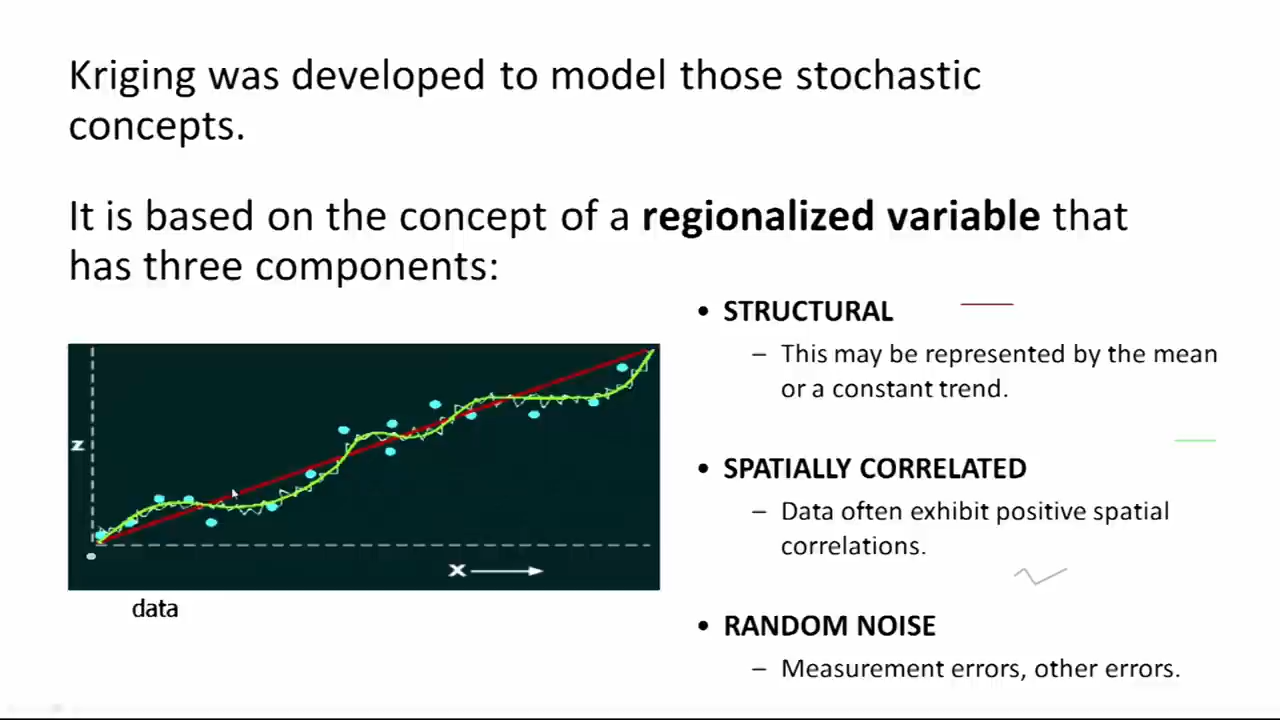 Kriging was developed to model those stochastic
concepts.
It is based on the concept of a regionalized variable that
has three components:
• STRUCTURAL
– This may be represented by the mean
or a constant trend.
• SPATIALLY CORRELATED
– Data often exhibit positive spatial
correlations.
• RANDOM NOISE
– Measurement errors, other errors.
z
x
data